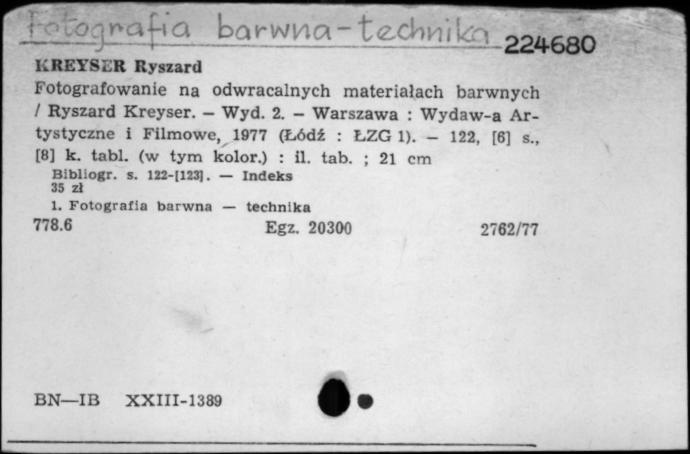 Fotografia barwna-technika
224680
KREYSER Ryszard
Fotografowanie na odwracalnych materiałach barwnych
/ Ryszard Kreyser. — Wyd. 2. — Warszawa : Wydaw-a Ar-
tystyczne i Filmowe, 1977 (Łódź : ŁZG 1). — 122, [6] s.,
[8] k. tabl. (w tym kolor.) : il. tab. ; 21 cm
Bibliogr. s. 122-[123]. — Indeks
35 zł
1. Fotografia barwna — technika
778.6 Egz. 20300 2762/77
BN—IB XXIII-1389